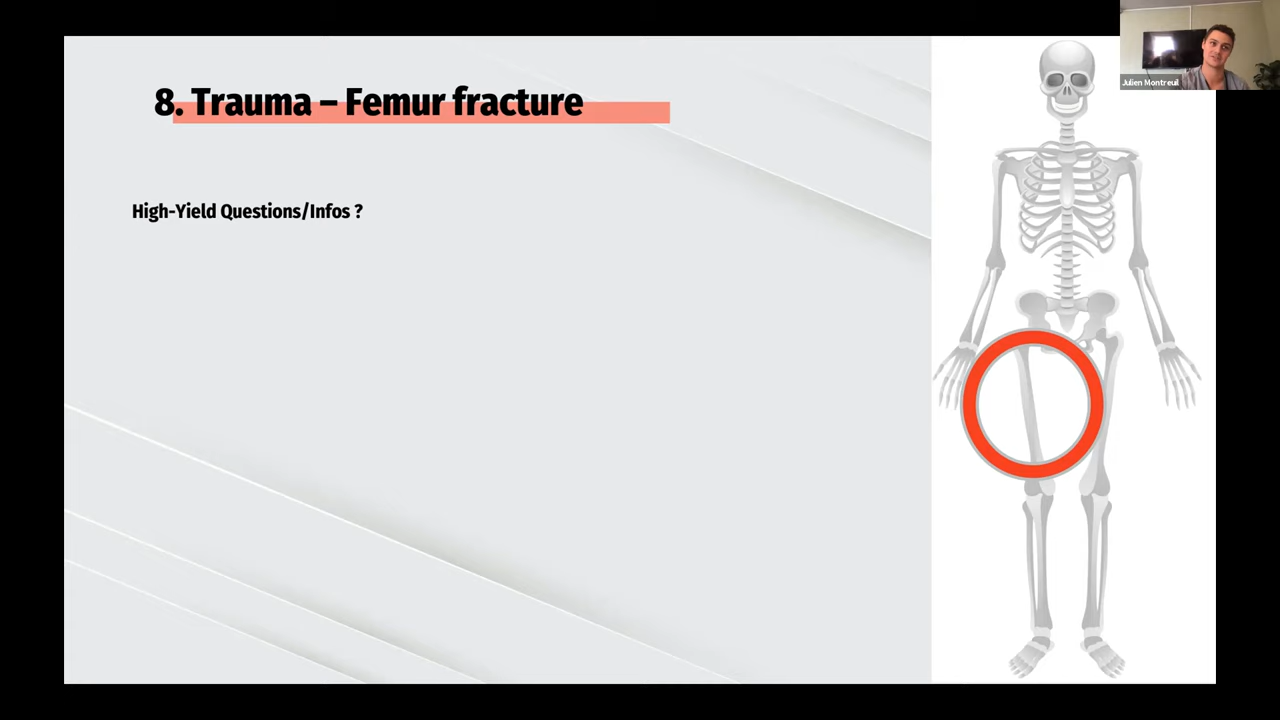 8. Trauma – Femur fracture
High-Yield Questions/Infos ?
Julien Montreuil